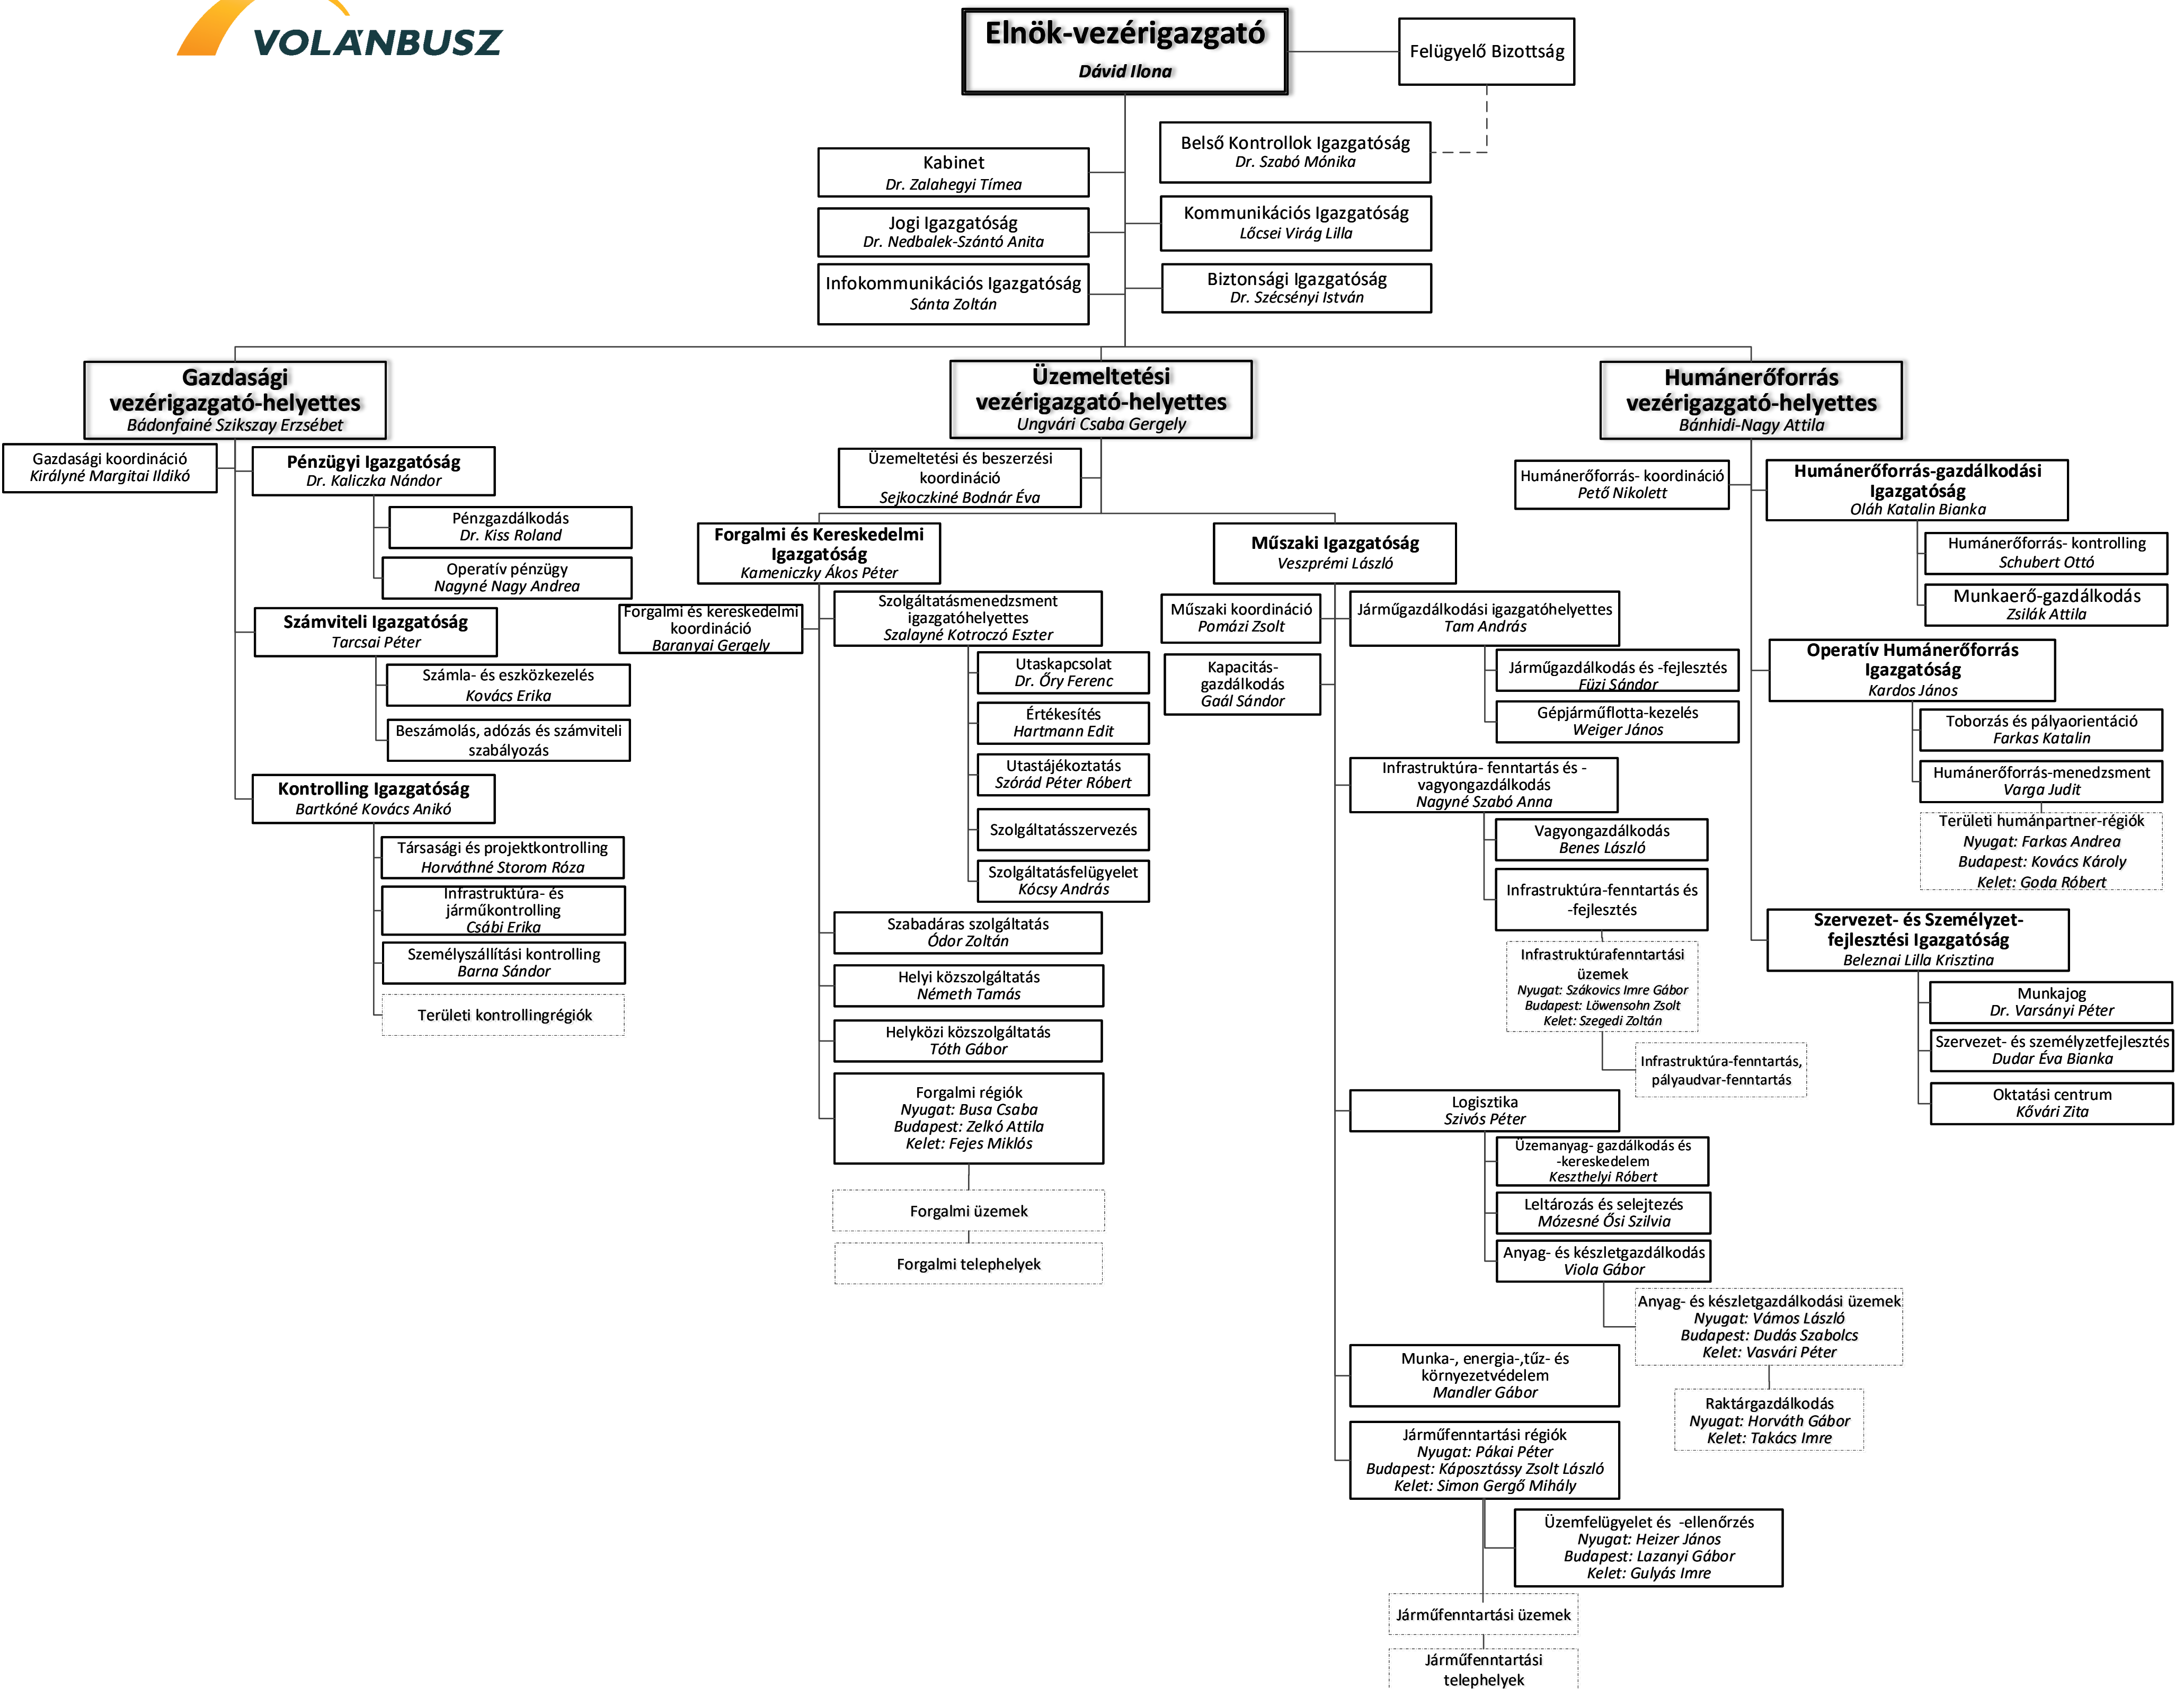 VOLÁNBUSZ
Elnök-vezérigazgató
Dávid Ilona
Felügyelő Bizottság
Belső Kontrollok Igazgatóság
Dr. Szabó Mónika
Kabinet
Dr. Zalahegyi Tímea
Kommunikációs Igazgatóság
Lőcsei Virág Lilla
Jogi Igazgatóság
Dr. Nedbalek-Szántó Anita
Biztonsági Igazgatóság
Dr. Szécsényi István
Infokommunikációs Igazgatóság
Sánta Zoltán
Gazdasági
vezérigazgató-helyettes
Bádonfainé Szikszay Erzsébet
Gazdasági koordináció
Királyné Margitai Ildikó
Pénzügyi Igazgatóság
Dr. Kaliczka Nándor
Pénzgazdálkodás
Dr. Kiss Roland
Operatív pénzügy
Nagyné Nagy Andrea
Számviteli Igazgatóság
Tarcsai Péter
Számla- és eszközkezelés
Kovács Erika
Beszámolás, adózás és számviteli
szabályozás
Kontrolling Igazgatóság
Bartkóné Kovács Anikó
Társasági és projektkontrolling
Horváthné Storom Róza
Infrastruktúra- és
járműkontrolling
Csábi Erika
Személyszállítási kontrolling
Barna Sándor
Területi kontrollingrégiók
Üzemeltetési
vezérigazgató-helyettes
Ungvári Csaba Gergely
Üzemeltetési és beszerzési
koordináció
Sejkoczkiné Bodnár Éva
Forgalmi és Kereskedelmi
Igazgatóság
Kameniczky Ákos Péter
Forgalmi és kereskedelmi
koordináció
Baranyai Gergely
Szolgáltatásmenedzsment
igazgatóhelyettes
Szalayné Kotroczó Eszter
Utaskapcsolat
Dr. Őry Ferenc
Értékesítés
Hartmann Edit
Utastájékoztatás
Szórád Péter Róbert
Szolgáltatásszervezés
Szolgáltatásfelügyelet
Kócsy András
Szabadáras szolgáltatás
Ódor Zoltán
Helyi közszolgáltatás
Németh Tamás
Helyközi közszolgáltatás
Tóth Gábor
Forgalmi régiók
Nyugat: Busa Csaba
Budapest: Zelkó Attila
Kelet: Fejes Miklós
Forgalmi üzemek
Forgalmi telephelyek
Műszaki Igazgatóság
Veszprémi László
Műszaki koordináció
Pomázi Zsolt
Kapacitás-
gazdálkodás
Gaál Sándor
Járműgazdálkodási igazgatóhelyettes
Tam András
Járműgazdálkodás és -fejlesztés
Füzi Sándor
Gépjárműflotta-kezelés
Weiger János
Infrastruktúra- fenntartás és -
vagyongazdálkodás
Nagyné Szabó Anna
Vagyongazdálkodás
Benes László
Infrastruktúra-fenntartás és
-fejlesztés
Infrastruktúrafenntartási
üzemek
Nyugat: Szákovics Imre Gábor
Budapest: Löwensohn Zsolt
Kelet: Szegedi Zoltán
Infrastruktúra-fenntartás,
pályaudvar-fenntartás
Logisztika
Szivós Péter
Üzemanyag- gazdálkodás és
-kereskedelem
Keszthelyi Róbert
Leltározás és selejtezés
Mózesné Ősi Szilvia
Anyag- és készletgazdálkodás
Viola Gábor
Anyag- és készletgazdálkodási üzemek
Nyugat: Vámos László
Budapest: Dudás Szabolcs
Kelet: Vasvári Péter
Raktárgazdálkodás
Nyugat: Horváth Gábor
Kelet: Takács Imre
Munka-, energia-,tűz- és
környezetvédelem
Mandler Gábor
Járműfenntartási régiók
Nyugat: Pákai Péter
Budapest: Káposztássy Zsolt László
Kelet: Simon Gergő Mihály
Üzemfelügyelet és  -ellenőrzés
Nyugat: Heizer János
Budapest: Lazanyi Gábor
Kelet: Gulyás Imre
Járműfenntartási üzemek
Járműfenntartási
telephelyek
Humánerőforrás
vezérigazgató-helyettes
Bánhidi-Nagy Attila
Humánerőforrás- koordináció
Pető Nikolett
Humánerőforrás-gazdálkodási
Igazgatóság
Oláh Katalin Bianka
Humánerőforrás- kontrolling
Schubert Ottó
Munkaerő-gazdálkodás
Zsilák Attila
Operatív Humánerőforrás
Igazgatóság
Kardos János
Toborzás és pályaorientáció
Farkas Katalin
Humánerőforrás-menedzsment
Varga Judit
Területi humánpartner-régiók
Nyugat: Farkas Andrea
Budapest: Kovács Károly
Kelet: Goda Róbert
Szervezet- és Személyzet-
fejlesztési Igazgatóság
Beleznai Lilla Krisztina
Munkajog
Dr. Varsányi Péter
Szervezet- és személyzetfejlesztés
Dudar Éva Bianka
Oktatási centrum
Kővári Zita